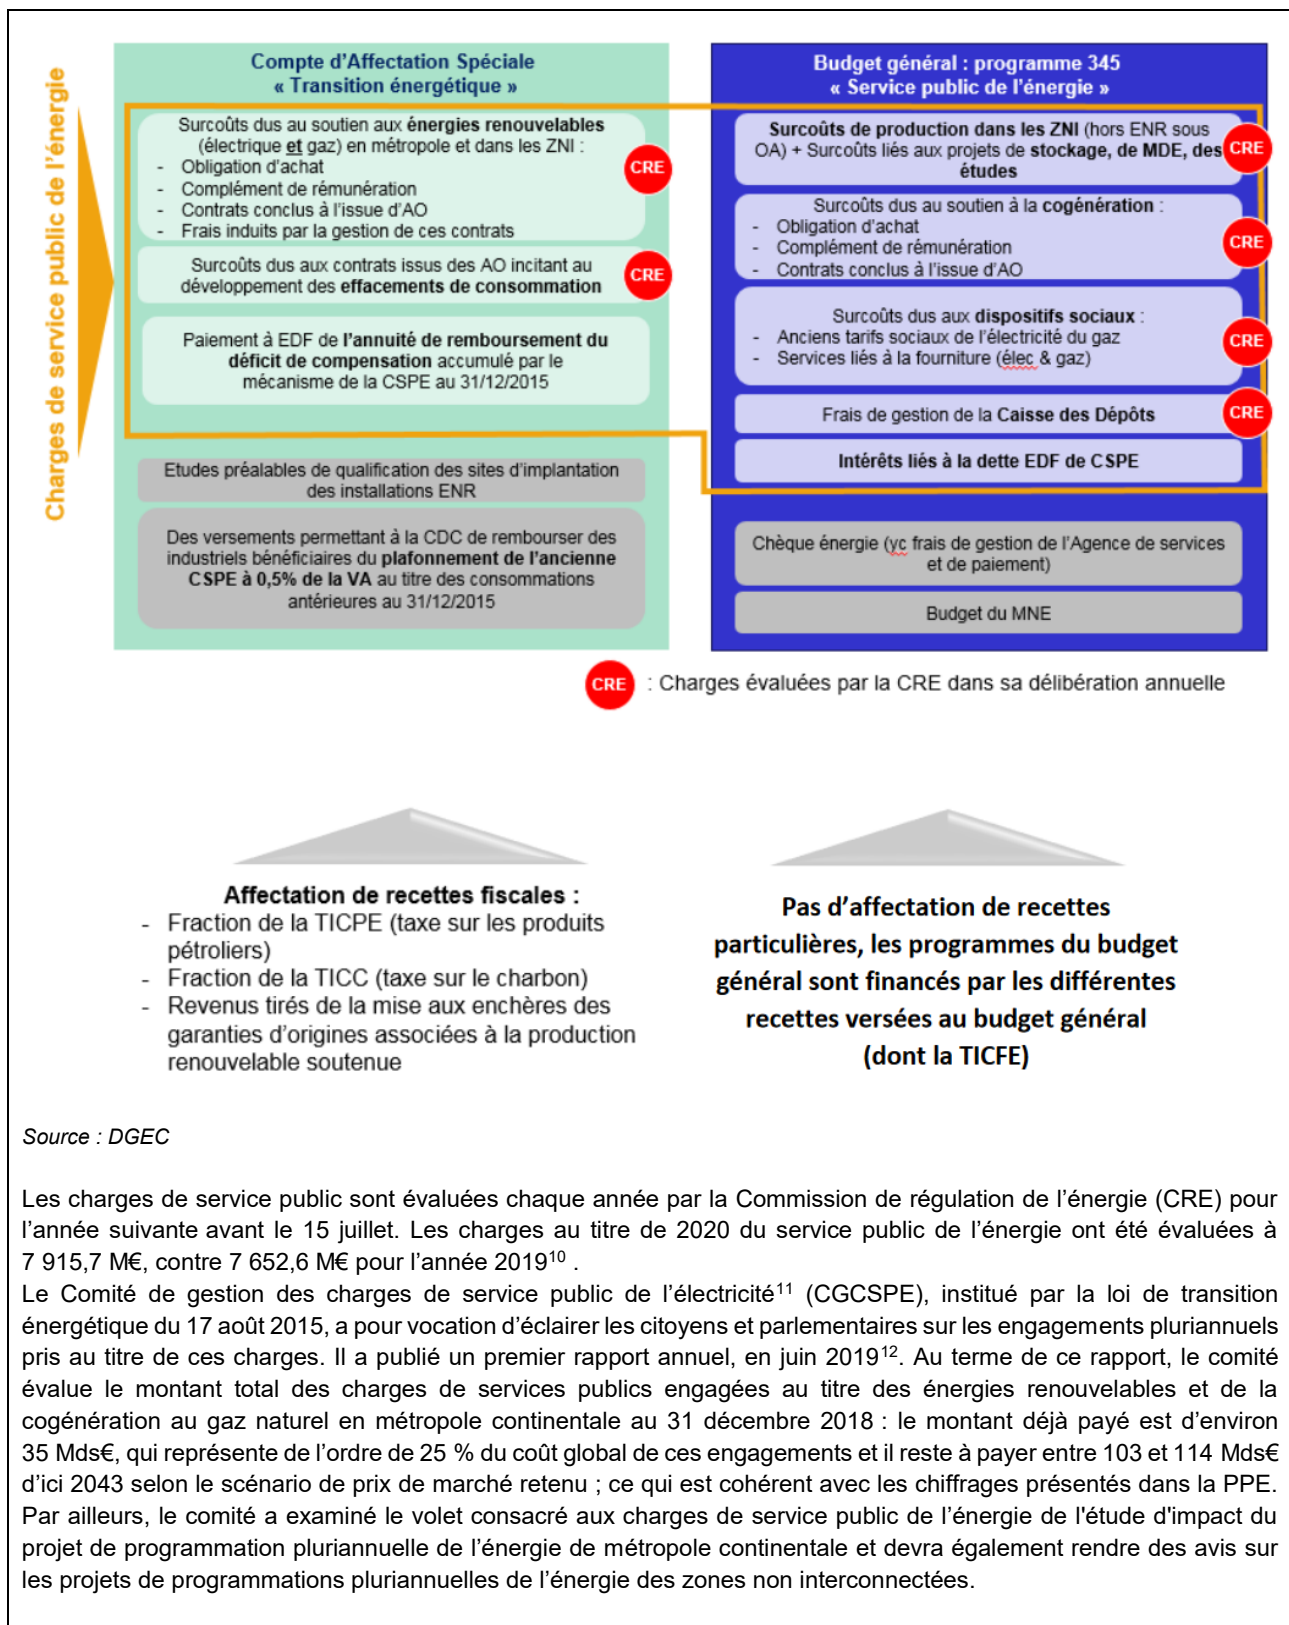 Charges de service public de l'énergie
Compte d'Affectation Spéciale
« Transition énergétique »
Surcoûts dus au soutien aux énergies renouvelables
(électrique et gaz) en métropole et dans les ZNI :
- Obligation d'achat
- Complément de rémunération
- Contrats conclus à l'issue d'AO
- Frais induits par la gestion de ces contrats
CRE
Surcoûts dus aux contrats issus des AO incitant au
développement des effacements de consommation
CRE
Paiement à EDF de l'annuité de remboursement du
déficit de compensation accumulé par le
mécanisme de la CSPE au 31/12/2015
Etudes préalables de qualification des sites d'implantation
des installations ENR
Des versements permettant à la CDC de rembourser des
industriels bénéficiaires du plafonnement de l'ancienne
CSPE à 0,5% de la VA au titre des consommations
antérieures au 31/12/2015
Budget général : programme 345
« Service public de l'énergie »
Surcoûts de production dans les ZNI (hors ENR sous
OA) + Surcoûts liés aux projets de stockage, de MDE, des
études
CRE
Surcoûts dus au soutien à la cogénération :
- Obligation d'achat
- Complément de rémunération
- Contrats conclus à l'issue d'AO
CRE
Surcoûts dus aux dispositifs sociaux :
- Anciens tarifs sociaux de l'électricité du gaz
- Services liés à la fourniture (élec & gaz)
CRE
Frais de gestion de la Caisse des Dépôts
CRE
Intérêts liés à la dette EDF de CSPE
Chèque énergie (yc frais de gestion de l'Agence de services
et de paiement)
Budget du MNE
CRE : Charges évaluées par la CRE dans sa délibération annuelle
Affectation de recettes fiscales :
- Fraction de la TICPE (taxe sur les produits
pétroliers)
- Fraction de la TICC (taxe sur le charbon)
- Revenus tirés de la mise aux enchères des
garanties d'origines associées à la production
renouvelable soutenue
Pas d'affectation de recettes
particulières, les programmes du budget
général sont financés par les différentes
recettes versées au budget général
(dont la TICFE)
Source : DGEC
Les charges de service public sont évaluées chaque année par la Commission de régulation de l'énergie (CRE) pour
l'année suivante avant le 15 juillet. Les charges au titre de 2020 du service public de l'énergie ont été évaluées à
7 915,7 M€, contre 7 652,6 M€ pour l'année 2019¹⁰ .
Le Comité de gestion des charges de service public de l'électricité¹¹ (CGCSPE), institué par la loi de transition
énergétique du 17 août 2015, a pour vocation d'éclairer les citoyens et parlementaires sur les engagements pluriannuels
pris au titre de ces charges. Il a publié un premier rapport annuel, en juin 2019¹². Au terme de ce rapport, le comité
évalue le montant total des charges de services publics engagées au titre des énergies renouvelables et de la
cogénération au gaz naturel en métropole continentale au 31 décembre 2018 : le montant déjà payé est d'environ
35 Mds€, qui représente de l'ordre de 25 % du coût global de ces engagements et il reste à payer entre 103 et 114 Mds€
d'ici 2043 selon le scénario de prix de marché retenu ; ce qui est cohérent avec les chiffrages présentés dans la PPE.
Par ailleurs, le comité a examiné le volet consacré aux charges de service public de l'énergie de l'étude d'impact du
projet de programmation pluriannuelle de l'énergie de métropole continentale et devra également rendre des avis sur
les projets de programmations pluriannuelles de l'énergie des zones non interconnectées.